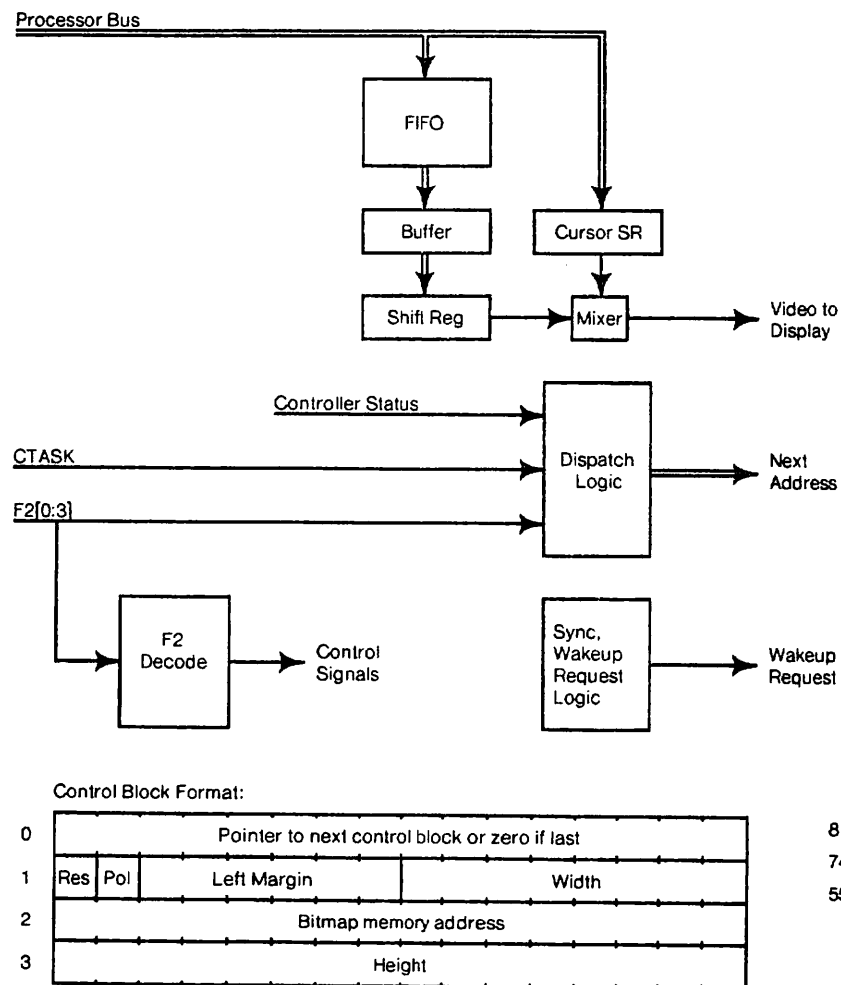 Processor Bus
FIFO
Buffer
Cursor SR
Shift Reg
Mixer
Video to
Display
Controller Status
CTASK
Dispatch
Logic
Next
Address
F2[0:3]
F2
Decode
Control
Signals
Sync,
Wakeup
Request
Logic
Wakeup
Request
Control Block Format:
0 Pointer to next control block or zero if last
1 Res Pol Left Margin Width
2 Bitmap memory address
3 Height
8
74
55